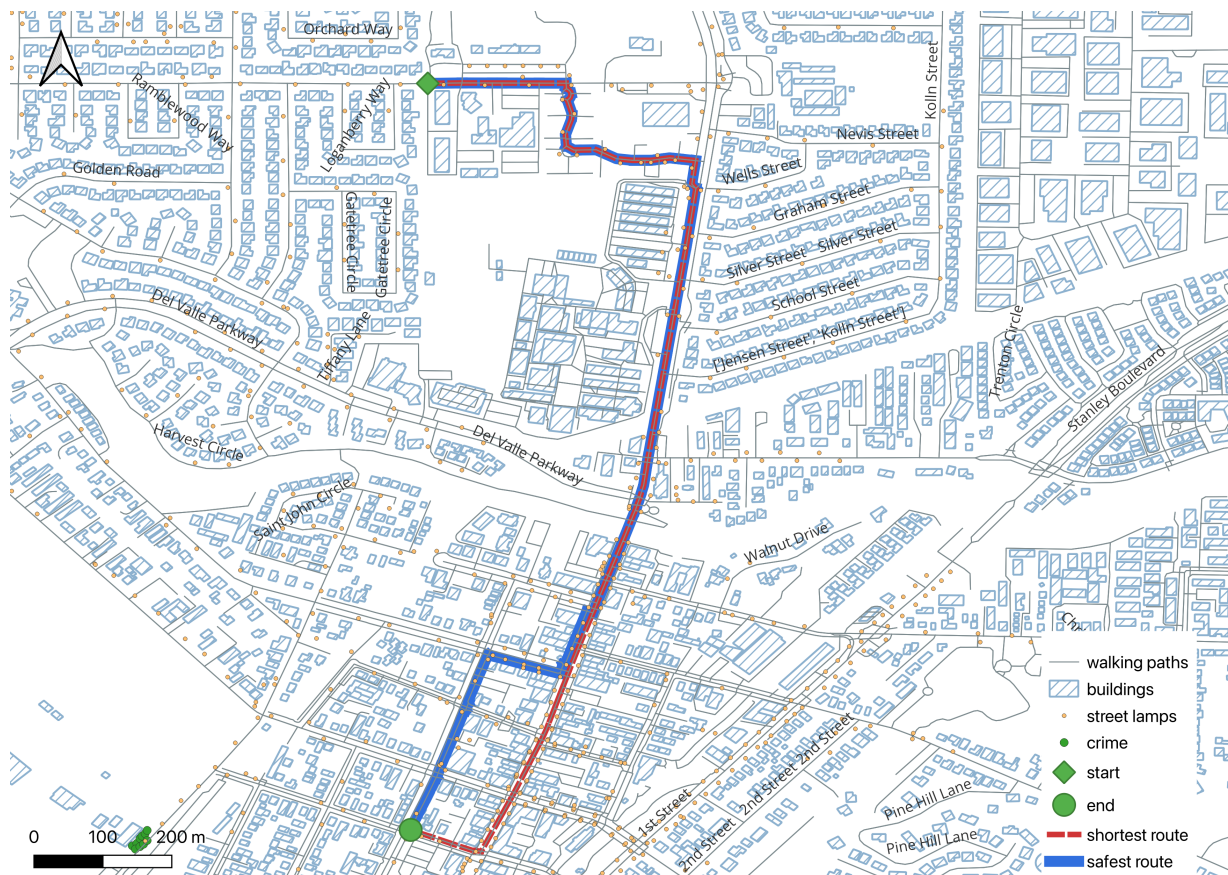 Orchard Way
Ramblewood Way
Loganberry Way
Kolln Street
Nevis Street
Golden Road
Wells Street
Gatetree Circle
Gatetree Circle
Graham Street
Silver Street
Silver Street
School Street
Del Valle Parkway
Tiffany Lane
['Jensen Street', 'Kolln Street']
Trenton Circle
Stanley Boulevard
Harvest Circle
Del Valle Parkway
Saint John Circle
Walnut Drive
walking paths
buildings
street lamps
crime
start
end
shortest route
safest route
2nd Street
2nd Street
2nd Street
1st Street
Pine Hill Lane
Pine Hill Lane
0 100 200 m